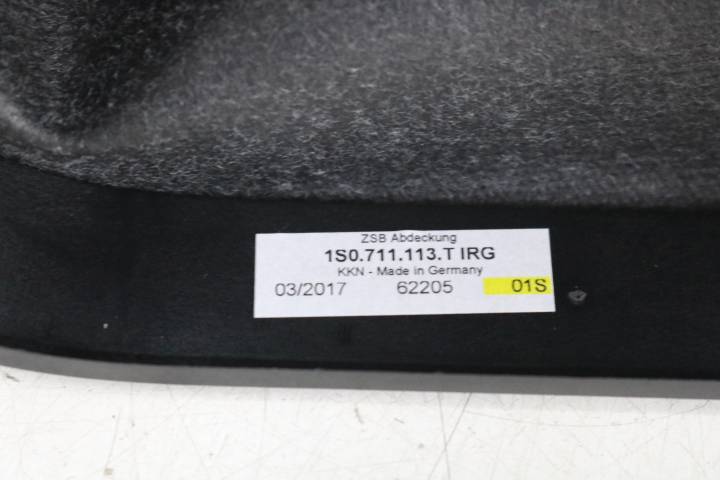 ZSB Abdeckung
1S0.711.113.T IRG
KKN - Made in Germany
03/2017 62205 01S